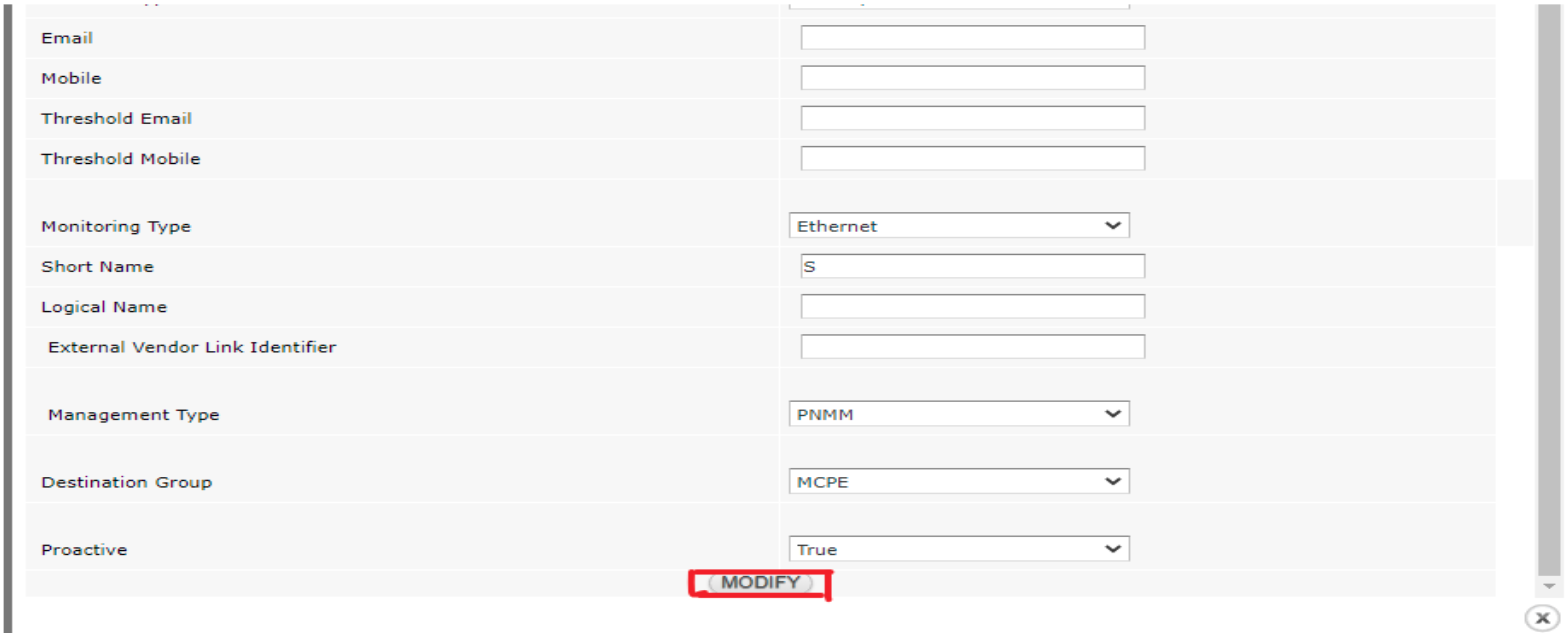 Email
Mobile
Threshold Email
Threshold Mobile
Monitoring Type Ethernet
Short Name S
Logical Name
External Vendor Link Identifier
Management Type PNMM
Destination Group MCPE
Proactive True
MODIFY
x